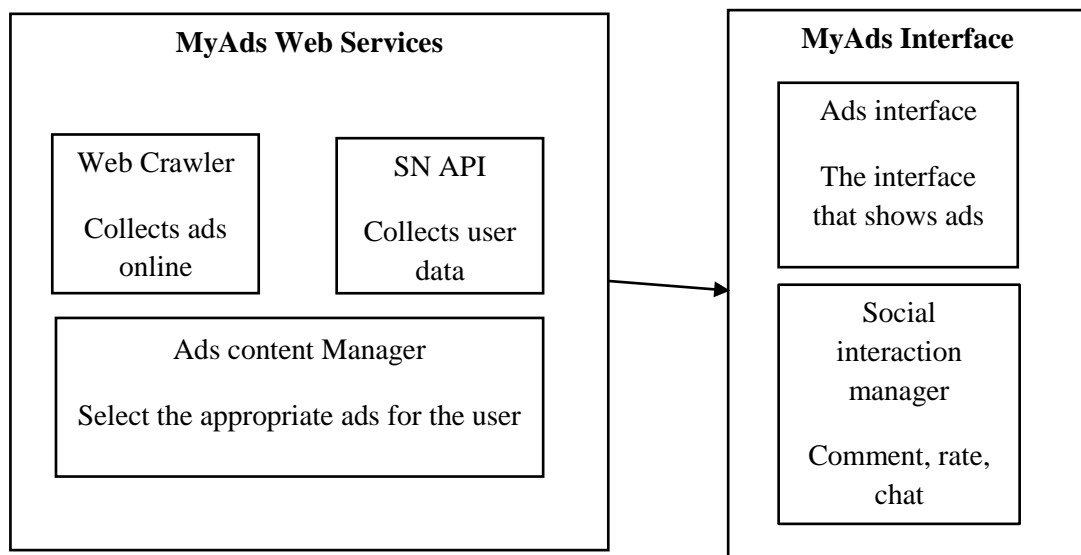 MyAds Web Services
Web Crawler
Collects ads
online
SN API
Collects user
data
Ads content Manager
Select the appropriate ads for the user
MyAds Interface
Ads interface
The interface
that shows ads
Social
interaction
manager
Comment, rate,
chat